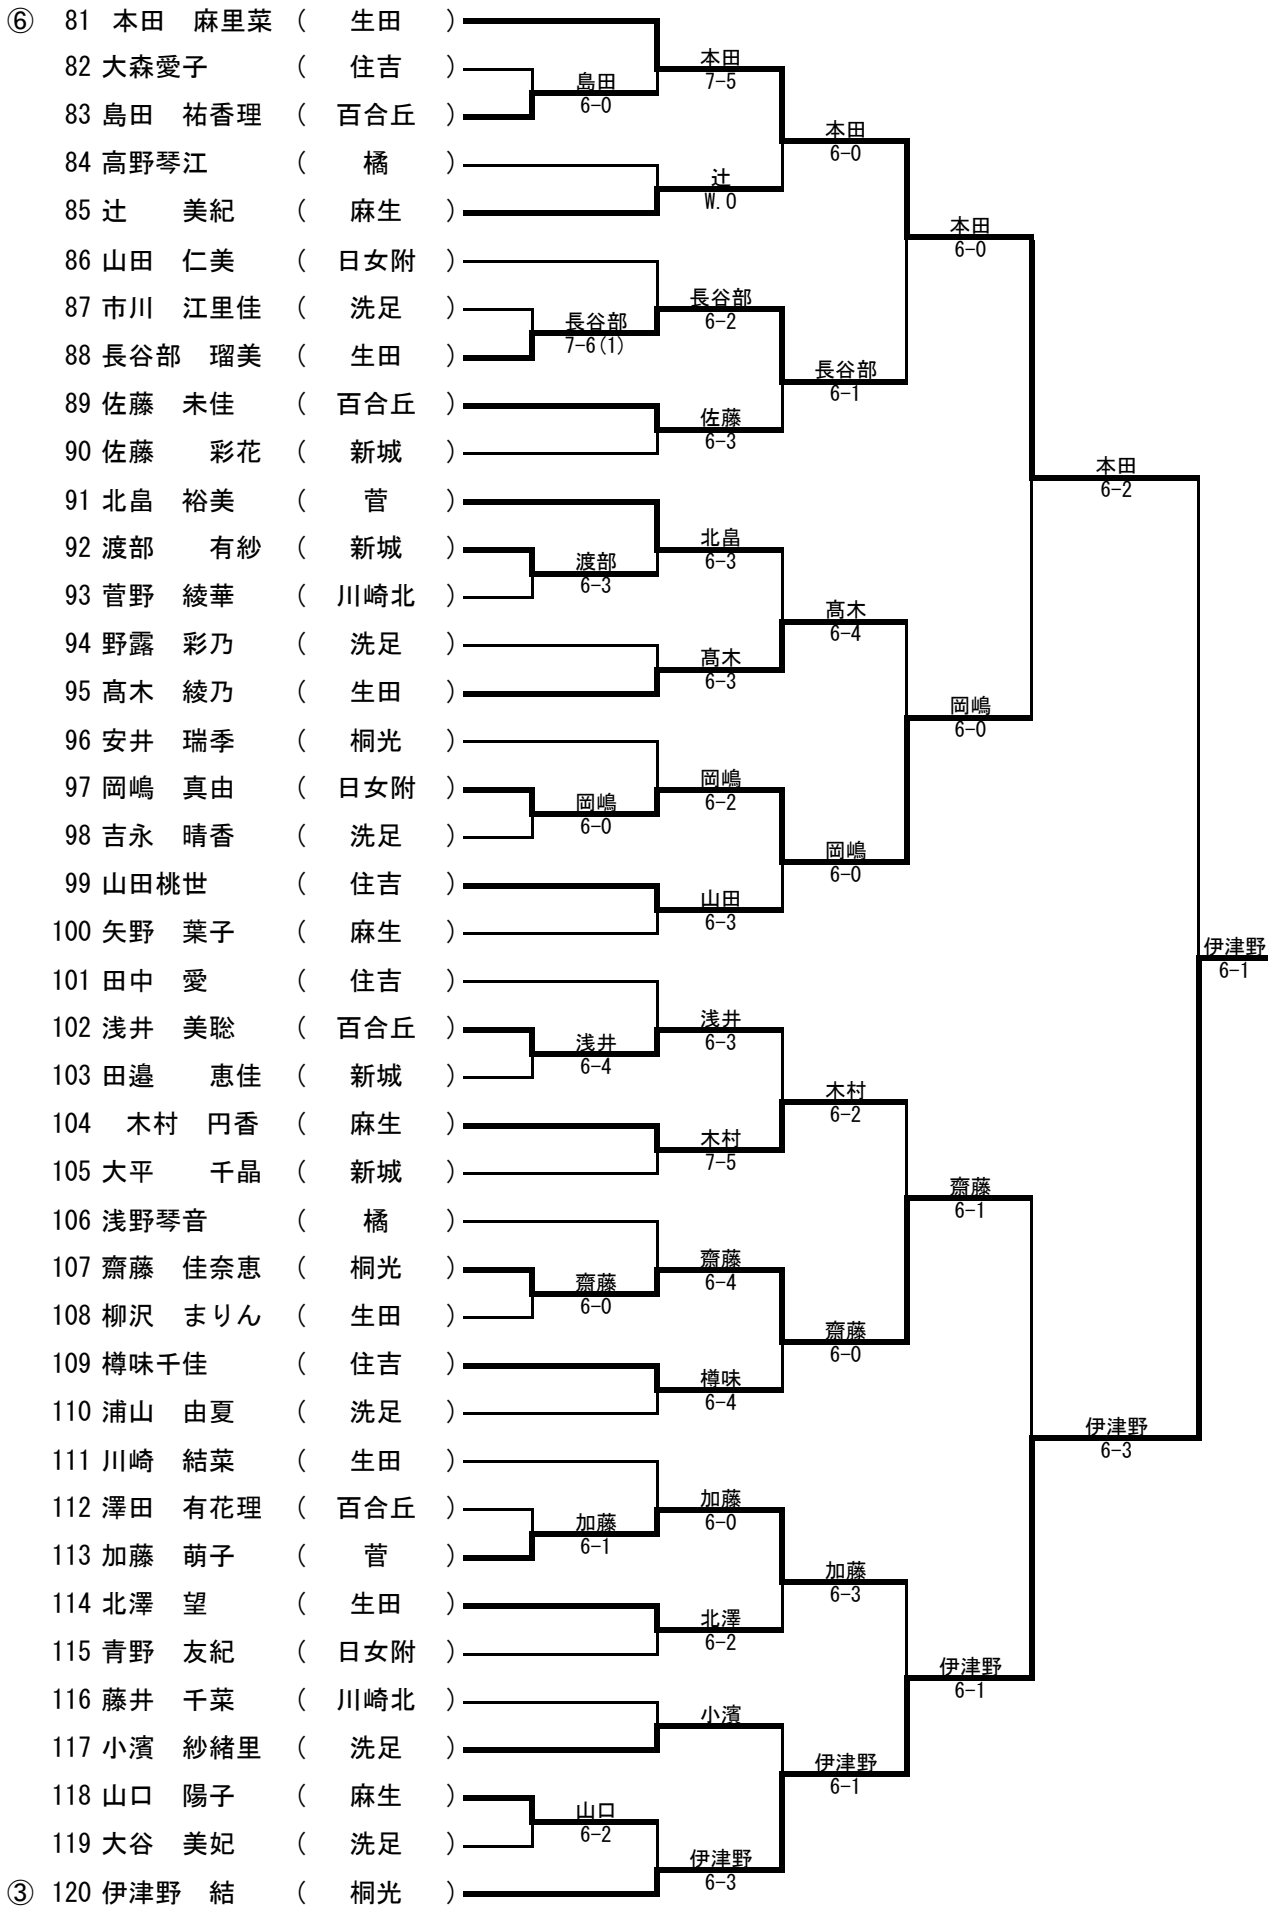 ⑥ 81 本田 麻里菜 ( 生田 )
82 大森愛子 ( 住吉 )
83 島田 祐香理 ( 百合丘 )
84 高野琴江 ( 橘 )
85 辻 美紀 ( 麻生 )
86 山田 仁美 ( 日女附 )
87 市川 江里佳 ( 洗足 )
88 長谷部 瑠美 ( 生田 )
89 佐藤 未佳 ( 百合丘 )
90 佐藤 彩花 ( 新城 )
91 北畠 裕美 ( 菅 )
92 渡部 有紗 ( 新城 )
93 菅野 綾華 ( 川崎北 )
94 野露 彩乃 ( 洗足 )
95 髙木 綾乃 ( 生田 )
96 安井 瑞季 ( 桐光 )
97 岡嶋 真由 ( 日女附 )
98 吉永 晴香 ( 洗足 )
99 山田桃世 ( 住吉 )
100 矢野 葉子 ( 麻生 )
101 田中 愛 ( 住吉 )
102 浅井 美聡 ( 百合丘 )
103 田邉 恵佳 ( 新城 )
104 木村 円香 ( 麻生 )
105 大平 千晶 ( 新城 )
106 浅野琴音 ( 橘 )
107 齋藤 佳奈恵 ( 桐光 )
108 柳沢 まりん ( 生田 )
109 樽味千佳 ( 住吉 )
110 浦山 由夏 ( 洗足 )
111 川崎 結菜 ( 生田 )
112 澤田 有花理 ( 百合丘 )
113 加藤 萌子 ( 菅 )
114 北澤 望 ( 生田 )
115 青野 友紀 ( 日女附 )
116 藤井 千菜 ( 川崎北 )
117 小濱 紗緒里 ( 洗足 )
118 山口 陽子 ( 麻生 )
119 大谷 美妃 ( 洗足 )
③ 120 伊津野 結 ( 桐光 )
島田
6-0
長谷部
7-6(1)
渡部
6-3
岡嶋
6-0
浅井
6-4
齋藤
6-0
加藤
6-1
山口
6-2
本田
7-5
辻
W.O
長谷部
6-2
佐藤
6-3
北畠
6-3
髙木
6-3
岡嶋
6-2
山田
6-3
浅井
6-3
木村
7-5
齋藤
6-4
樽味
6-4
加藤
6-0
北澤
6-2
小濱
伊津野
6-3
本田
6-0
長谷部
6-1
髙木
6-4
岡嶋
6-0
木村
6-2
齋藤
6-0
加藤
6-3
伊津野
6-1
本田
6-0
岡嶋
6-0
齋藤
6-1
伊津野
6-1
本田
6-2
伊津野
6-3
伊津野
6-1